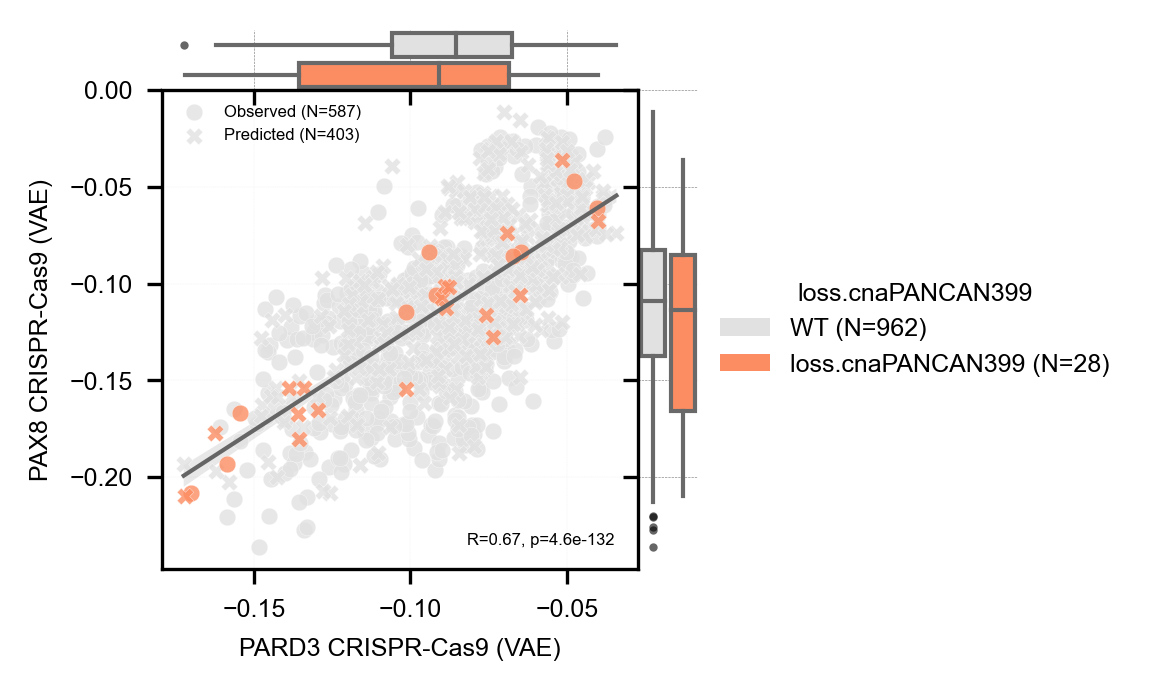 0.00
−0.05
−0.10
−0.15
−0.20
PAX8 CRISPR-Cas9 (VAE)
Observed (N=587)
Predicted (N=403)
R=0.67, p=4.6e-132
−0.15
−0.10
−0.05
PARD3 CRISPR-Cas9 (VAE)
loss.cnaPANCAN399
WT (N=962)
loss.cnaPANCAN399 (N=28)